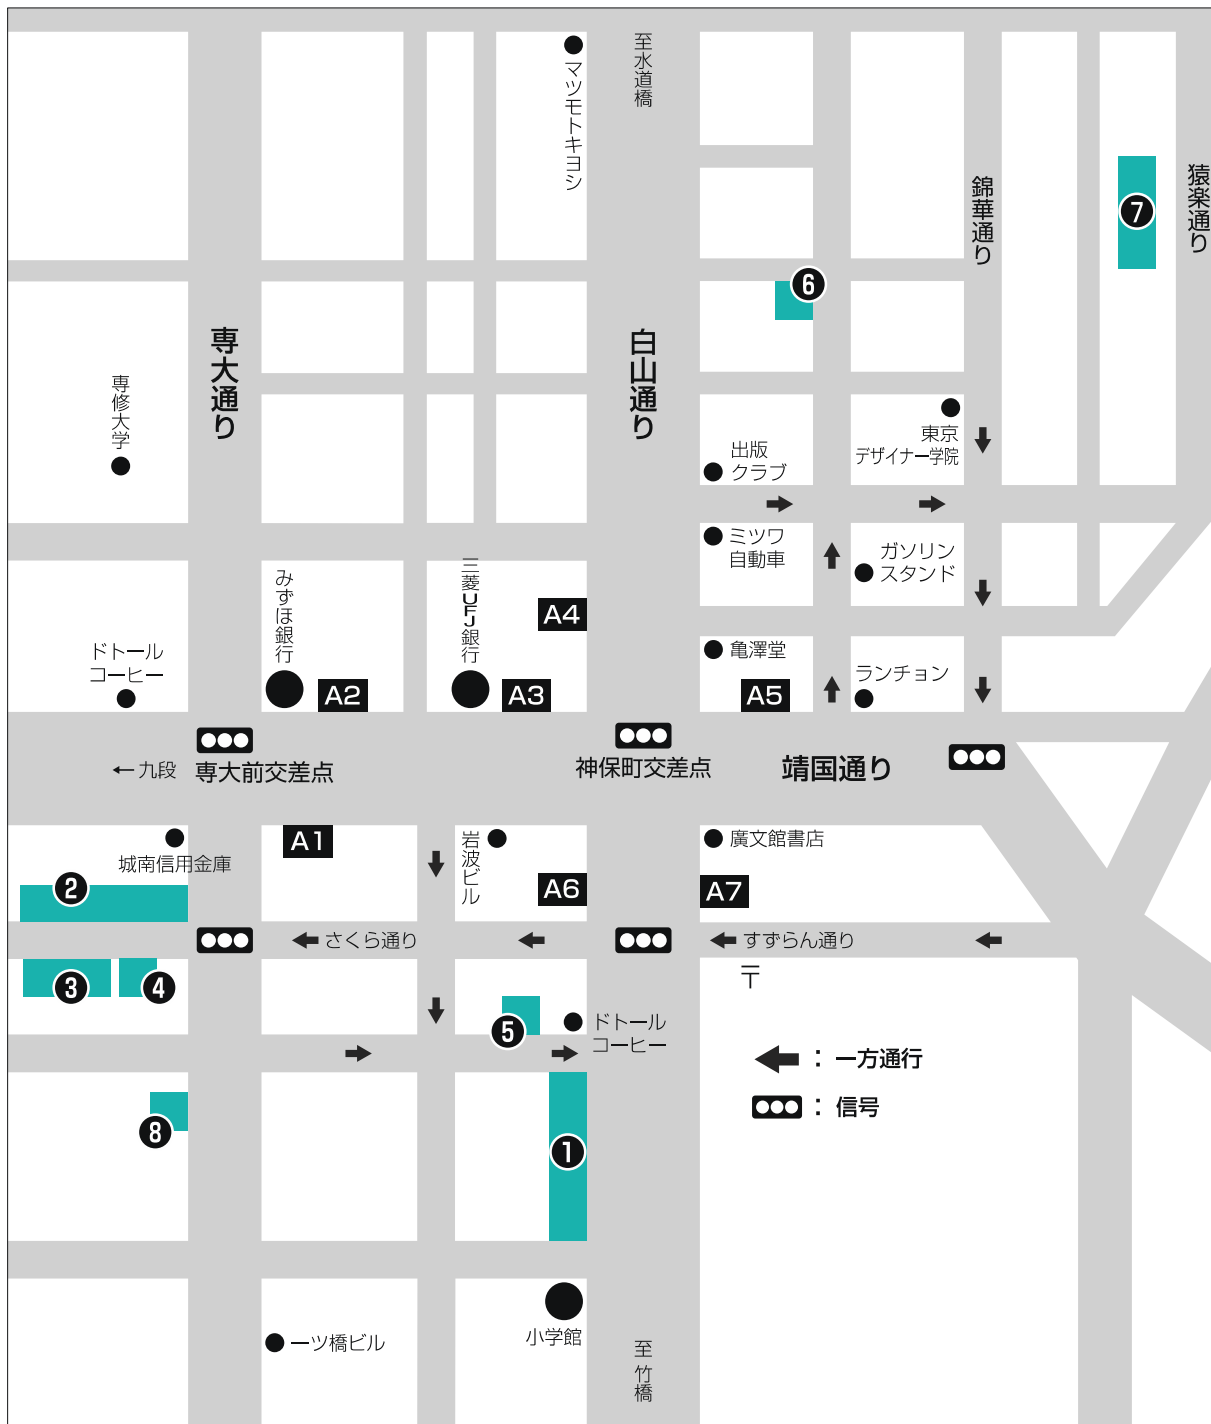 至水道橋
マツモトキヨシ
錦華通り
猿楽通り
7
6
専大通り
白山通り
専修大学
東京
デザイナー学院
出版
クラブ
ミツワ
自動車
ガソリン
スタンド
みずほ銀行
三菱UFJ銀行
A4
ドトール
コーヒー
亀澤堂
ランチョン
A2
A3
A5
←九段
専大前交差点
神保町交差点
靖国通り
城南信用金庫
A1
岩波ビル
廣文館書店
2
A6
A7
さくら通り
すずらん通り
〒
3
4
5
ドトール
コーヒー
：一方通行
：信号
8
1
一ツ橋ビル
小学館
至竹橋